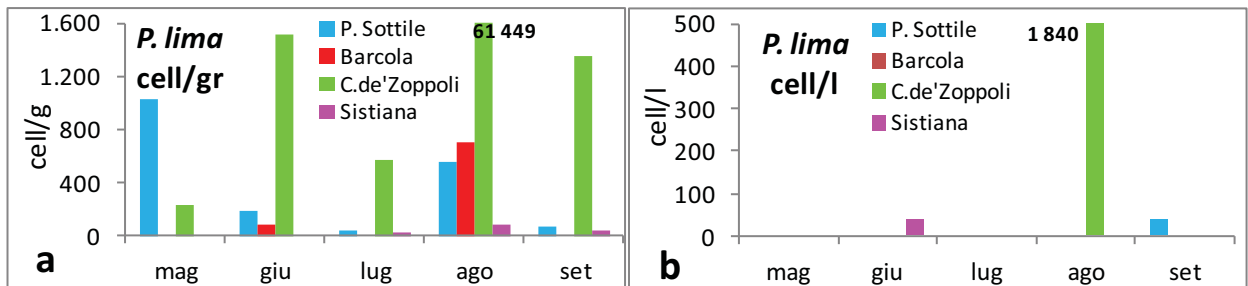 P. lima
cell/gr
61 449
P. Sottile
Barcola
C.de'Zoppoli
Sistiana
cell/g
1.600
1.200
800
400
0
mag giu lug ago set
a
P. lima
cell/l
1 840
P. Sottile
Barcola
C.de'Zoppoli
Sistiana
cell/l
500
400
300
200
100
0
mag giu lug ago set
b